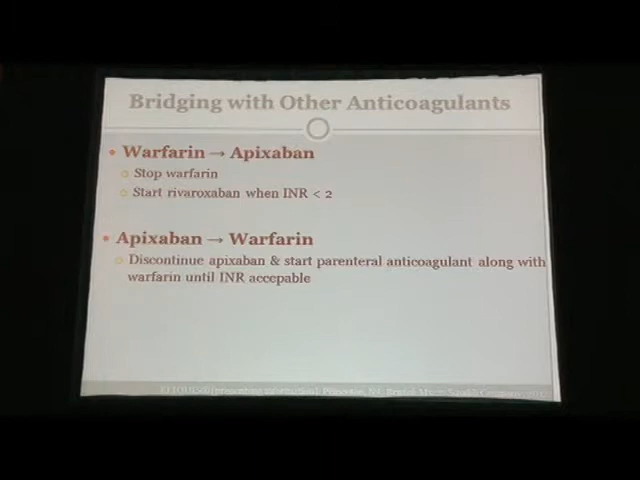 Bridging with Other Anticoagulants
• Warfarin → Apixaban
○ Stop warfarin
○ Start rivaroxaban when INR < 2
• Apixaban → Warfarin
○ Discontinue apixaban & start parenteral anticoagulant along with
warfarin until INR accepable